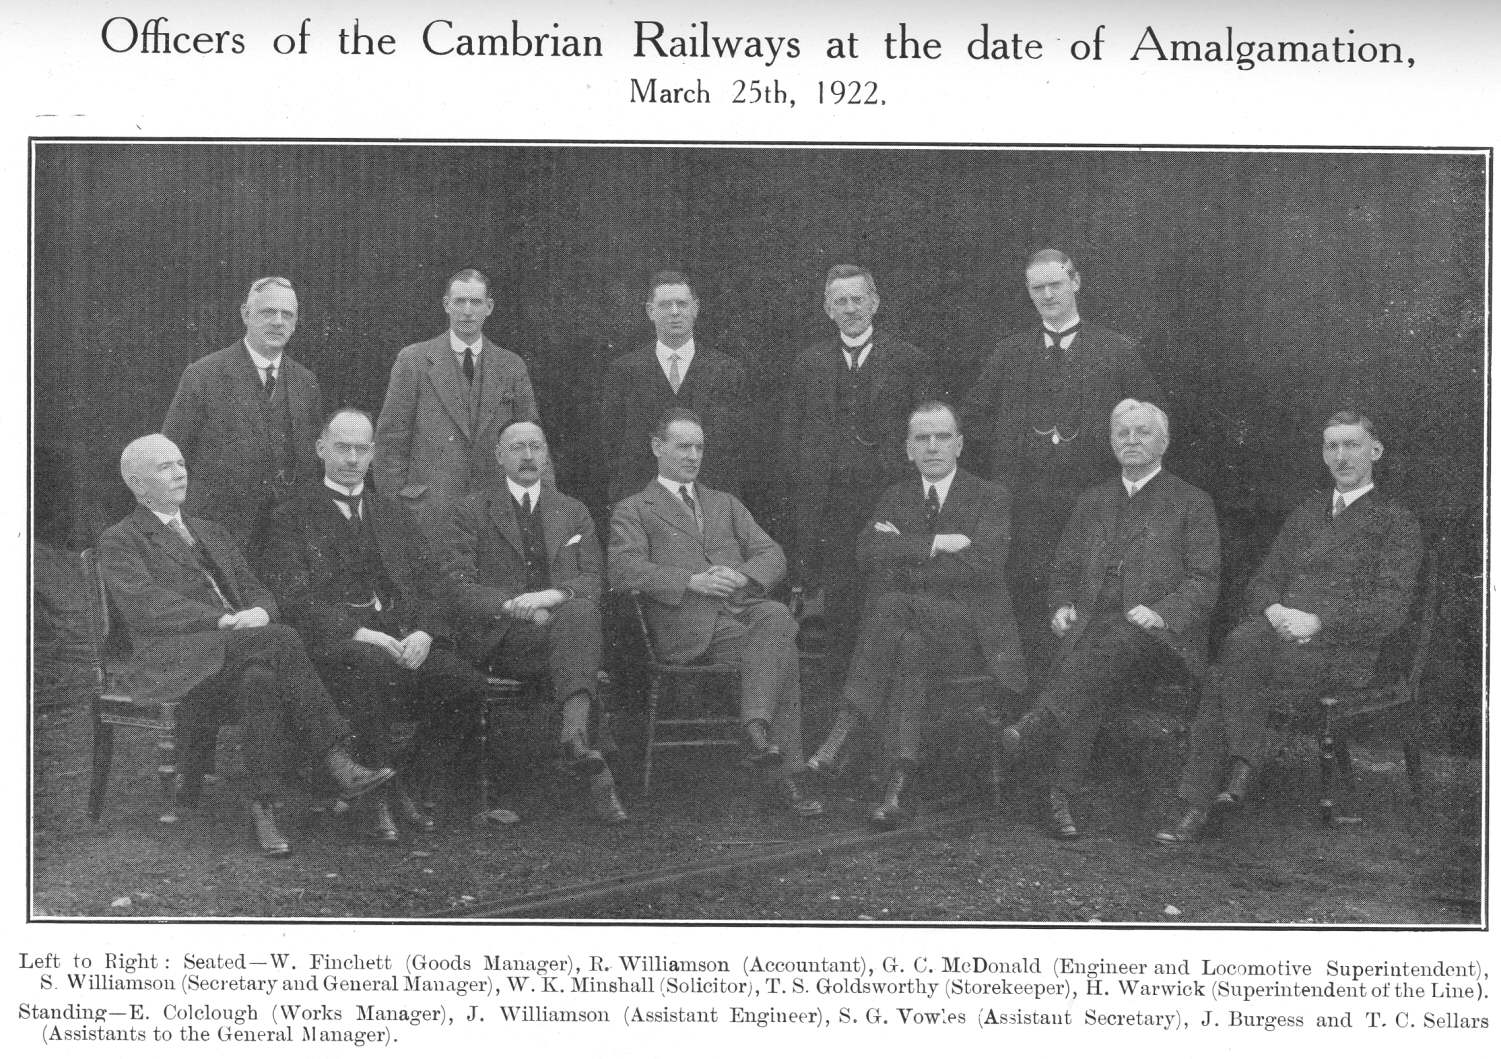 Officers of the Cambrian Railways at the date of Amalgamation,
March 25th, 1922.
Left to Right : Seated—W. Finchett (Goods Manager), R. Williamson (Accountant), G. C. McDonald (Engineer and Locomotive Superintendent),
S. Williamson (Secretary and General Manager), W. K. Minshall (Solicitor), T. S. Goldsworthy (Storekeeper), H. Warwick (Superintendent of the Line).
Standing—E. Colclough (Works Manager), J. Williamson (Assistant Engineer), S. G. Vowles (Assistant Secretary), J. Burgess and T. C. Sellars
(Assistants to the General Manager).